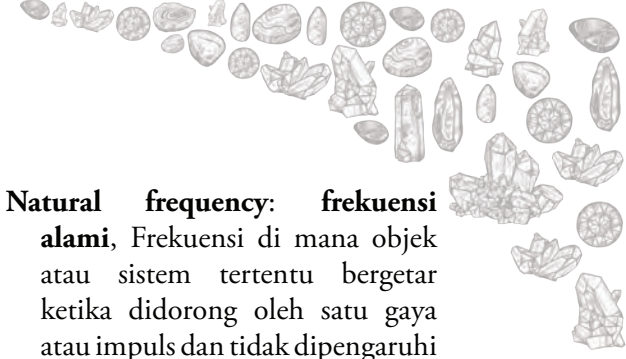 Natural frequency: frekuensi
alami, Frekuensi di mana objek
atau sistem tertentu bergetar
ketika didorong oleh satu gaya
atau impuls dan tidak dipengaruhi